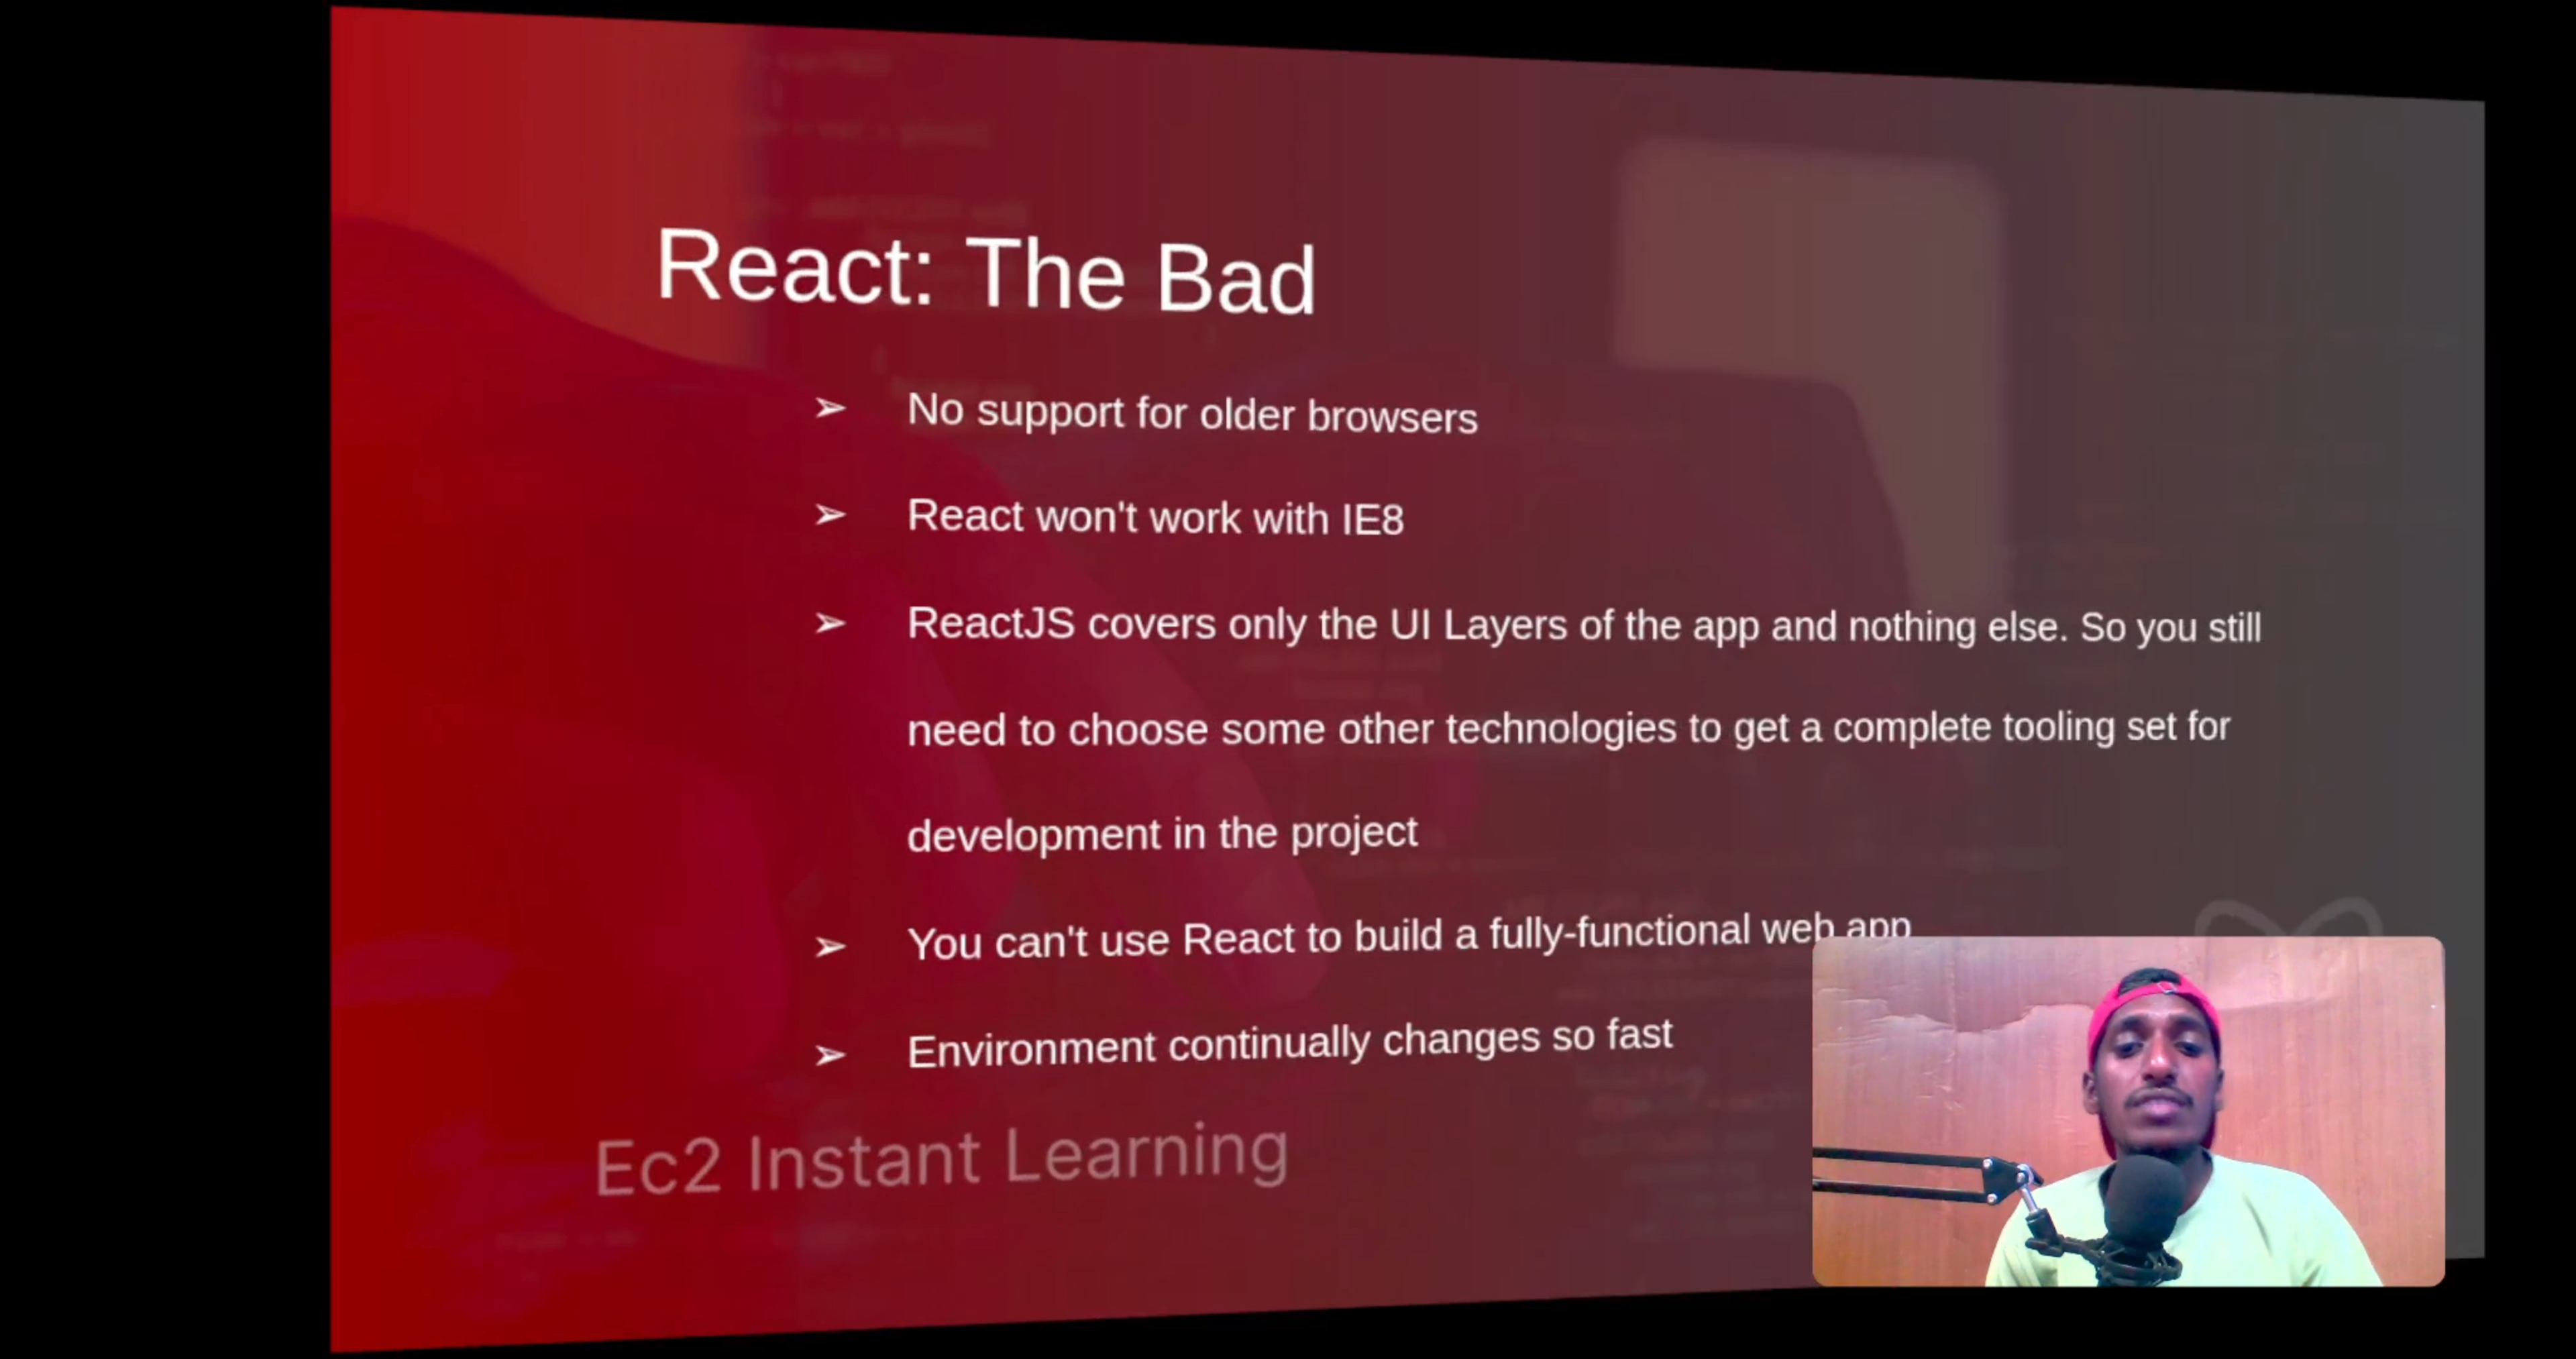 React: The Bad
➢ No support for older browsers
➢ React won't work with IE8
➢ ReactJS covers only the UI Layers of the app and nothing else. So you still
need to choose some other technologies to get a complete tooling set for
development in the project
➢ You can't use React to build a fully-functional web app
➢ Environment continually changes so fast
Ec2 Instant Learning